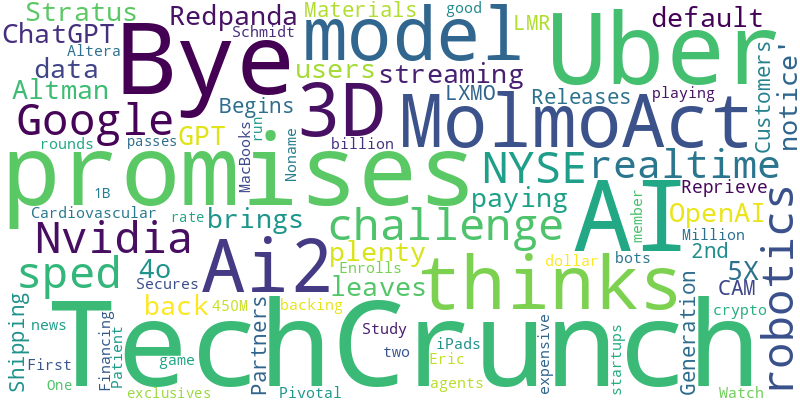 Stratus
Redpanda
Materials
good
LMR
default
ChatGPT
Altera
Bye
Schmidt
model
Uber
data
users
streaming
Altman
Begins
3D
LXMO
Releases
playing
Customers
notice'
Google
GPT
MolmoAct
rounds
passes
MacBooks
run
Noname
billion
promises
NYSE
realtime
1B
paying
AI
Reprieve
Cardiovascular
rate
brings
challenge
member
OpenAI
robotics
Nvidia
Ai2
plenty
2nd
Million
sped
4o
Secures
Enrolls
leaves
thinks
dollar
bots
5X
CAM
Shipping
back
450M
backing
Generation
crypto
news
TechCrunch
Financing
Patient
Partners
Study
iPads
expensive
startups
First
game
two
Eric
One
exclusives
Pivotal
agents
Watch